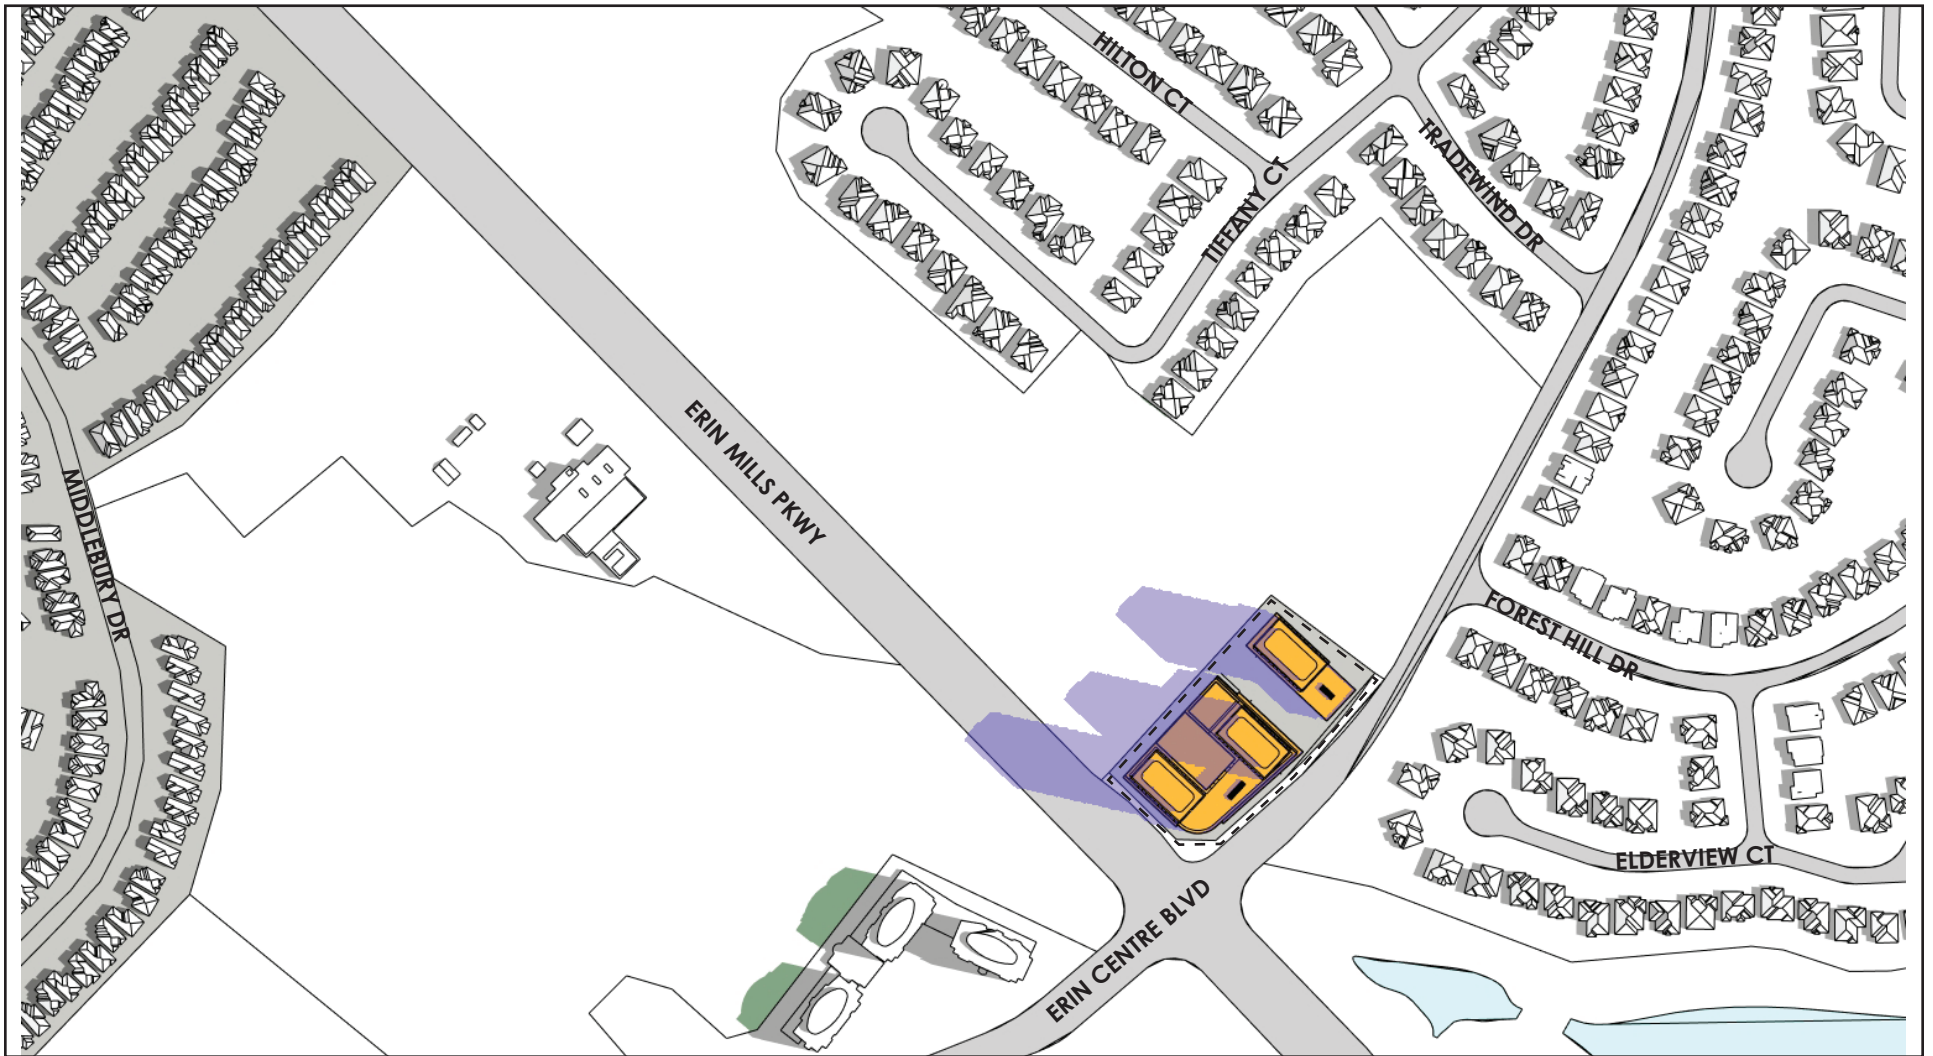 HILTON CT
TIFFANY CT
TRADEWIND DR
ERIN MILLS PKWY
MIDDLEBURY DR
FOREST HILL DR
ELDERVIEW CT
ERIN CENTRE BLVD